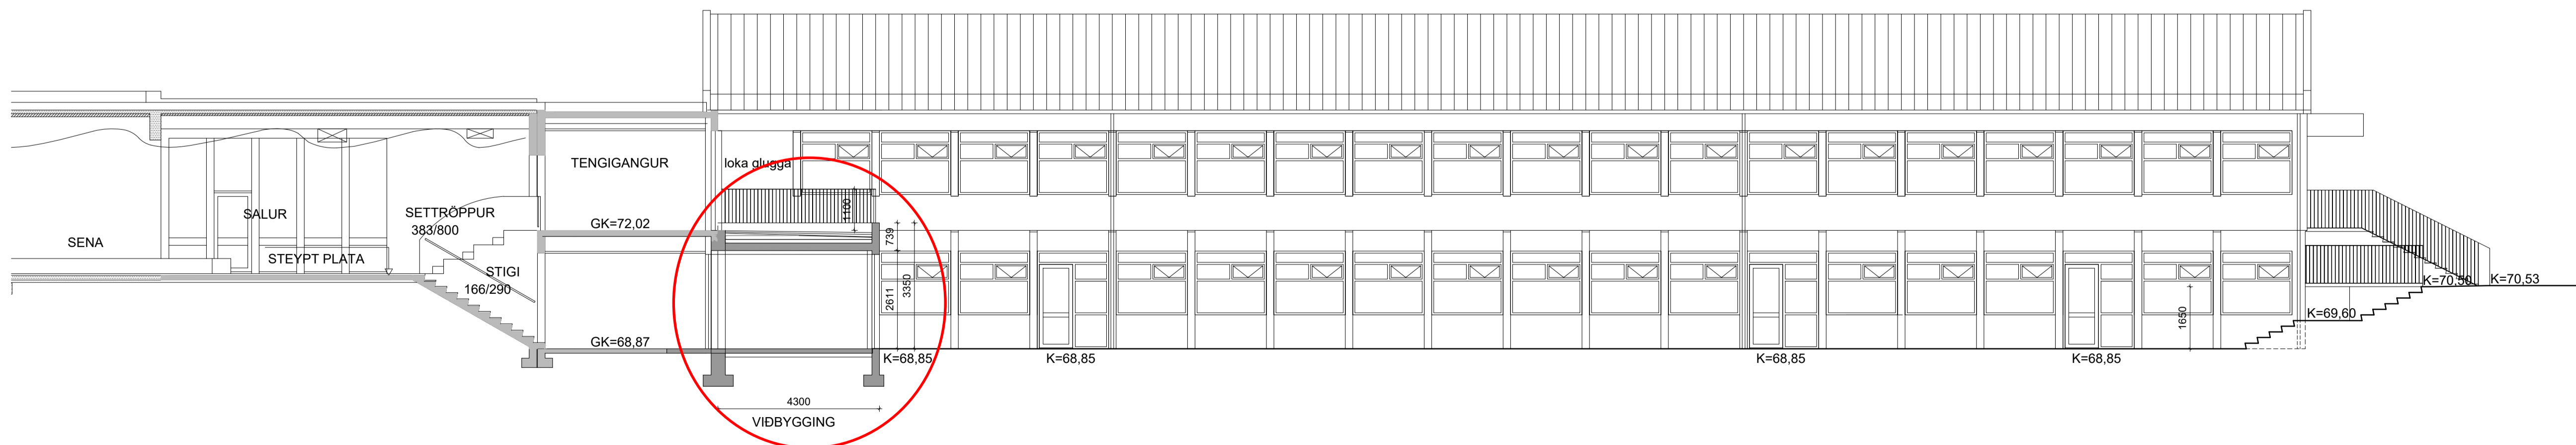 TENGIGANGUR
loka glugga
SALUR
SETTRÖPPUR
383/800
SENA
STEYPT PLATA
GK=72,02
1100
739
3350
2611
STIGI
166/290
GK=68,87
K=68,85
K=68,85
K=68,85
K=68,85
1650
K=70,50
K=70,53
K=69,60
4300
VIÐBYGGING